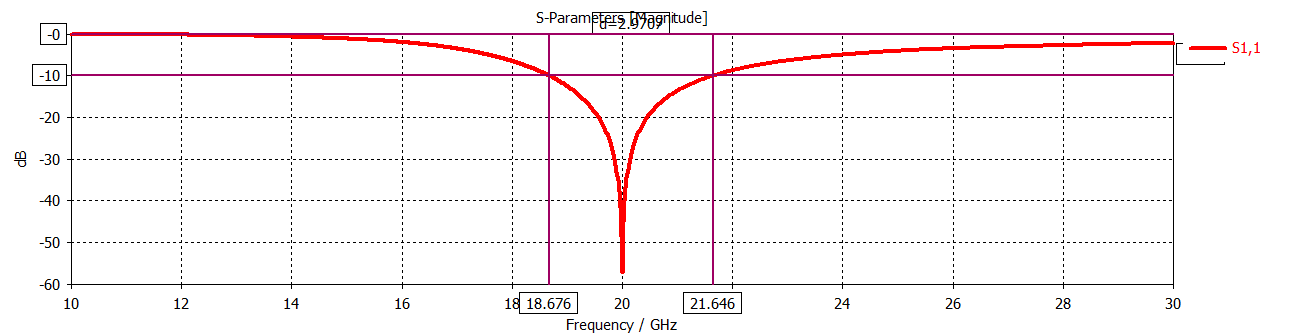 S-Parameters [Magnitude]
d=2.9707
-0
-10
-20
-30
-40
-50
-60
dB
S1,1
10 12 14 16 18 18.676 20 21.646 24 26 28 30
Frequency / GHz